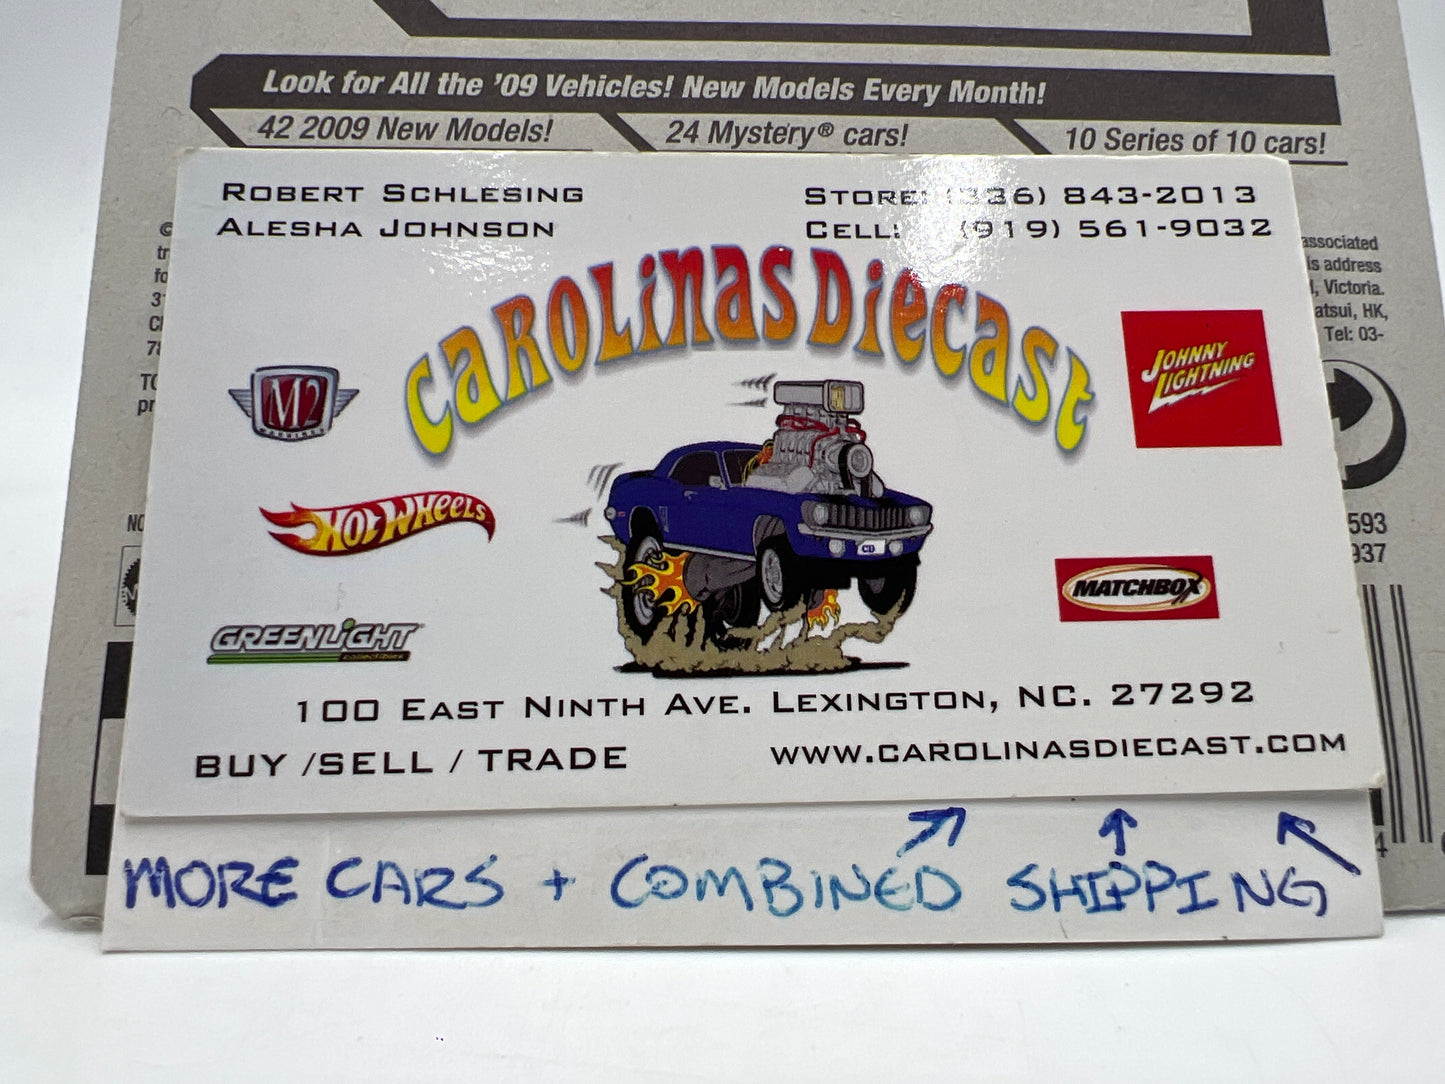 Look for All the '09 Vehicles! New Models Every Month!
42 2009 New Models! 24 Mystery® cars! 10 Series of 10 cars!
ROBERT SCHLESING
ALESHA JOHNSON
STORE: (336) 843-2013
CELL: (919) 561-9032
CAROLINAS DIECAST
M2
MACHINES
JOHNNY
LIGHTNING
HOT WHEELS
MATCHBOX
GREENLIGHT
collectibles
100 EAST NINTH AVE. LEXINGTON, NC. 27292
BUY /SELL / TRADE
WWW.CAROLINASDIECAST.COM
MORE CARS + COMBINED SHIPPING
associated
is address
Victoria.
HK,
Tel: 03-
593
937